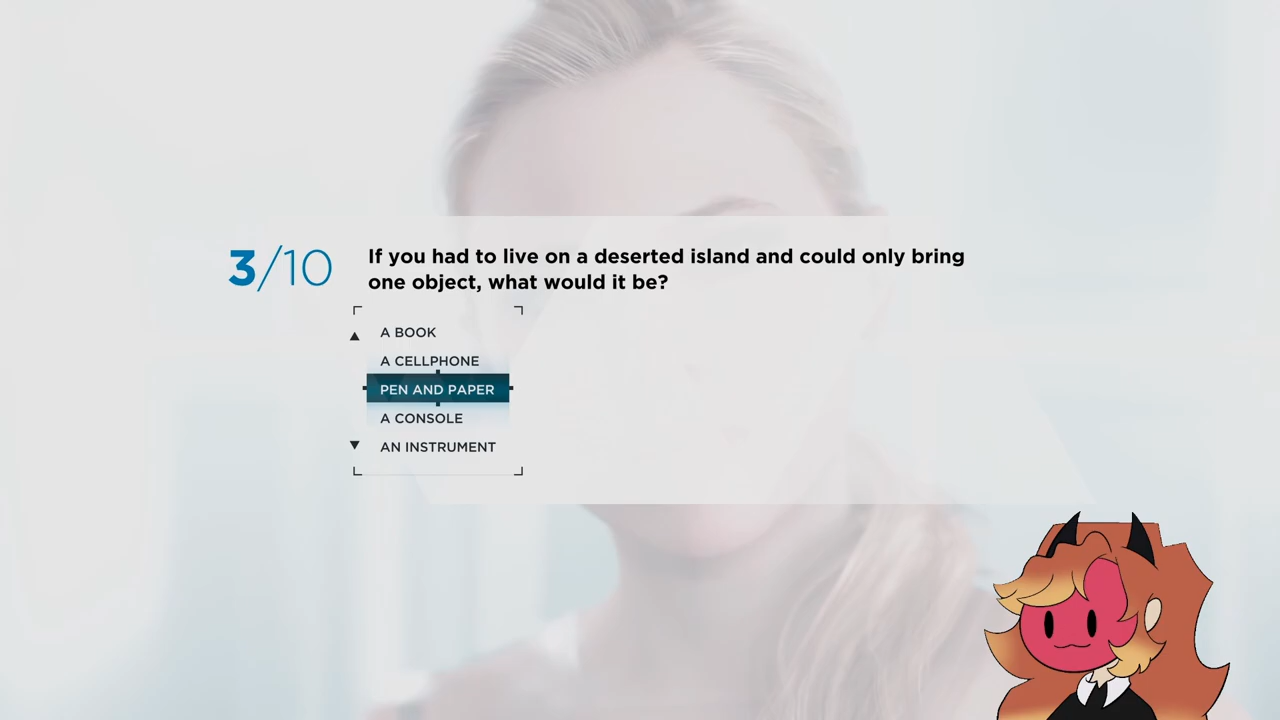 3/10
If you had to live on a deserted island and could only bring
one object, what would it be?
A BOOK
A CELLPHONE
PEN AND PAPER
A CONSOLE
AN INSTRUMENT